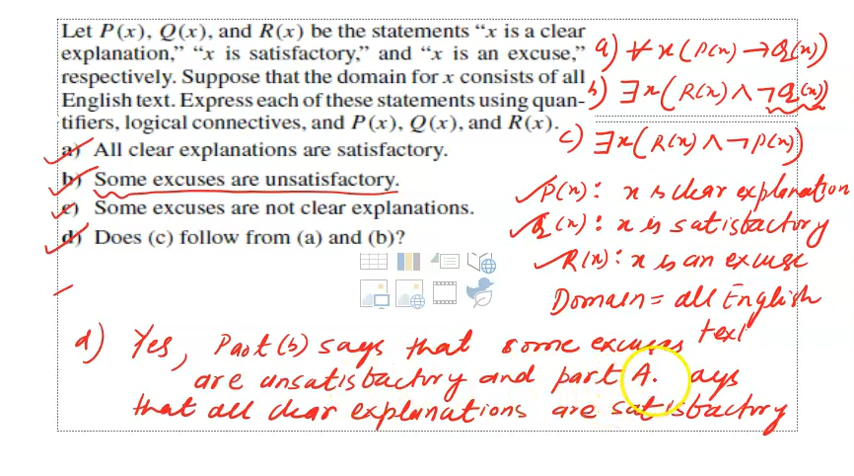 Let P(x), Q(x), and R(x) be the statements “x is a clear
explanation,” “x is satisfactory,” and “x is an excuse,”
respectively. Suppose that the domain for x consists of all
English text. Express each of these statements using quan-
tifiers, logical connectives, and P(x), Q(x), and R(x).
a) All clear explanations are satisfactory.
b) Some excuses are unsatisfactory.
c) Some excuses are not clear explanations.
d) Does (c) follow from (a) and (b)?
a) ∀x(P(x)→Q(x))
b) ∃x(R(x)∧¬Q(x))
c) ∃x(R(x)∧¬P(x))
P(x): x is clear explanation
Q(x): x is satisfactory
R(x): x is an excuse
Domain = all English
text
d) Yes, Part (b) says that some excuses
are unsatisfactory and part A. ays
that all clear explanations are satisfactory